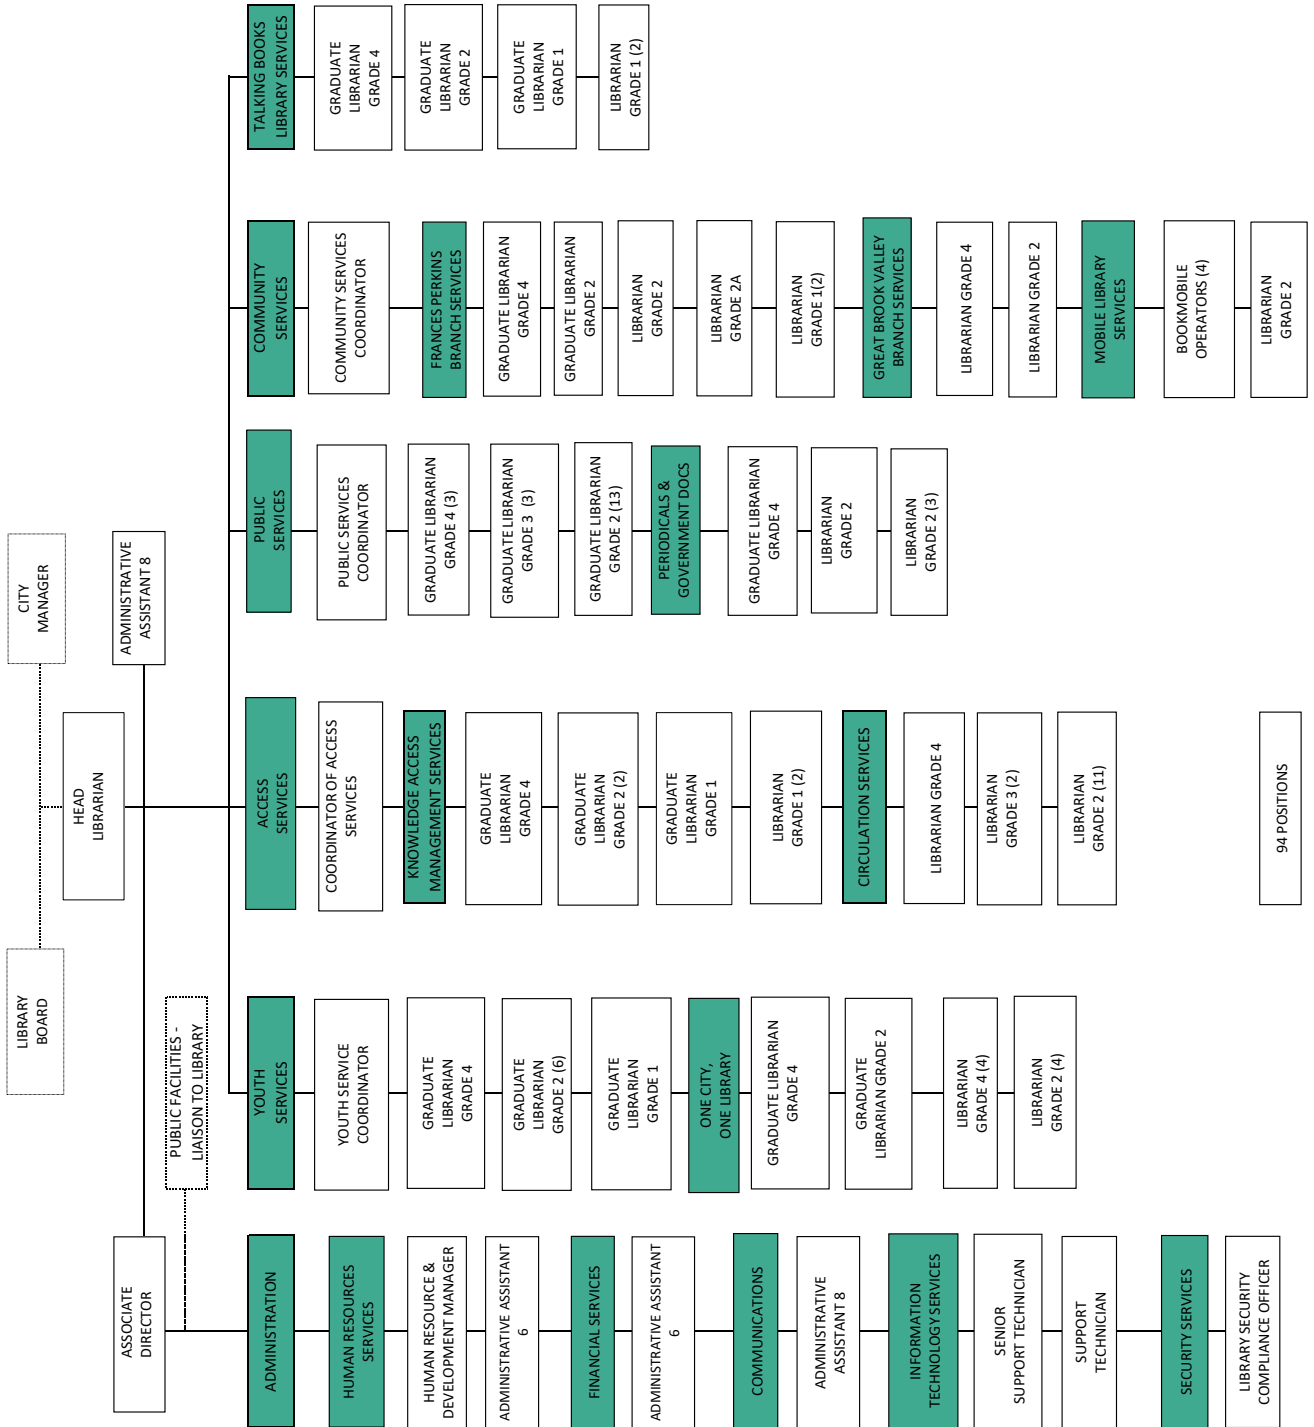 LIBRARY
BOARD
CITY
MANAGER
HEAD
LIBRARIAN
ASSOCIATE
DIRECTOR
ADMINISTRATIVE
ASSISTANT 8
PUBLIC FACILITIES -
LIAISON TO LIBRARY
ADMINISTRATION
HUMAN RESOURCES
SERVICES
HUMAN RESOURCE &
DEVELOPMENT MANAGER
ADMINISTRATIVE ASSISTANT
6
FINANCIAL SERVICES
ADMINISTRATIVE ASSISTANT
6
COMMUNICATIONS
ADMINISTRATIVE
ASSISTANT 8
INFORMATION
TECHNOLOGY SERVICES
SENIOR
SUPPORT TECHNICIAN
SUPPORT
TECHNICIAN
SECURITY SERVICES
LIBRARY SECURITY
COMPLIANCE OFFICER
YOUTH
SERVICES
YOUTH SERVICE
COORDINATOR
GRADUATE
LIBRARIAN
GRADE 4
GRADUATE
LIBRARIAN
GRADE 2 (6)
GRADUATE
LIBRARIAN
GRADE 1
ONE CITY,
ONE LIBRARY
GRADUATE LIBRARIAN
GRADE 4
GRADUATE
LIBRARIAN GRADE 2
LIBRARIAN
GRADE 4 (4)
LIBRARIAN
GRADE 2 (4)
ACCESS
SERVICES
COORDINATOR OF ACCESS
SERVICES
KNOWLEDGE ACCESS
MANAGEMENT SERVICES
GRADUATE
LIBRARIAN
GRADE 4
GRADUATE
LIBRARIAN
GRADE 2 (2)
GRADUATE
LIBRARIAN
GRADE 1
LIBRARIAN
GRADE 1 (2)
CIRCULATION SERVICES
LIBRARIAN GRADE 4
LIBRARIAN
GRADE 3 (2)
LIBRARIAN
GRADE 2 (11)
94 POSITIONS
PUBLIC
SERVICES
PUBLIC SERVICES
COORDINATOR
GRADUATE LIBRARIAN
GRADE 4 (3)
GRADUATE LIBRARIAN
GRADE 3 (3)
GRADUATE LIBRARIAN
GRADE 2 (13)
PERIODICALS &
GOVERNMENT DOCS
GRADUATE LIBRARIAN
GRADE 4
LIBRARIAN
GRADE 2
LIBRARIAN
GRADE 2 (3)
COMMUNITY
SERVICES
COMMUNITY SERVICES
COORDINATOR
FRANCES PERKINS
BRANCH SERVICES
GRADUATE LIBRARIAN
GRADE 4
GRADUATE LIBRARIAN
GRADE 2
LIBRARIAN
GRADE 2
LIBRARIAN
GRADE 2A
LIBRARIAN
GRADE 1(2)
GREAT BROOK VALLEY
BRANCH SERVICES
LIBRARIAN GRADE 4
LIBRARIAN GRADE 2
MOBILE LIBRARY
SERVICES
BOOKMOBILE
OPERATORS (4)
LIBRARIAN
GRADE 2
TALKING BOOKS
LIBRARY SERVICES
GRADUATE
LIBRARIAN
GRADE 4
GRADUATE
LIBRARIAN
GRADE 2
GRADUATE
LIBRARIAN
GRADE 1
LIBRARIAN
GRADE 1 (2)